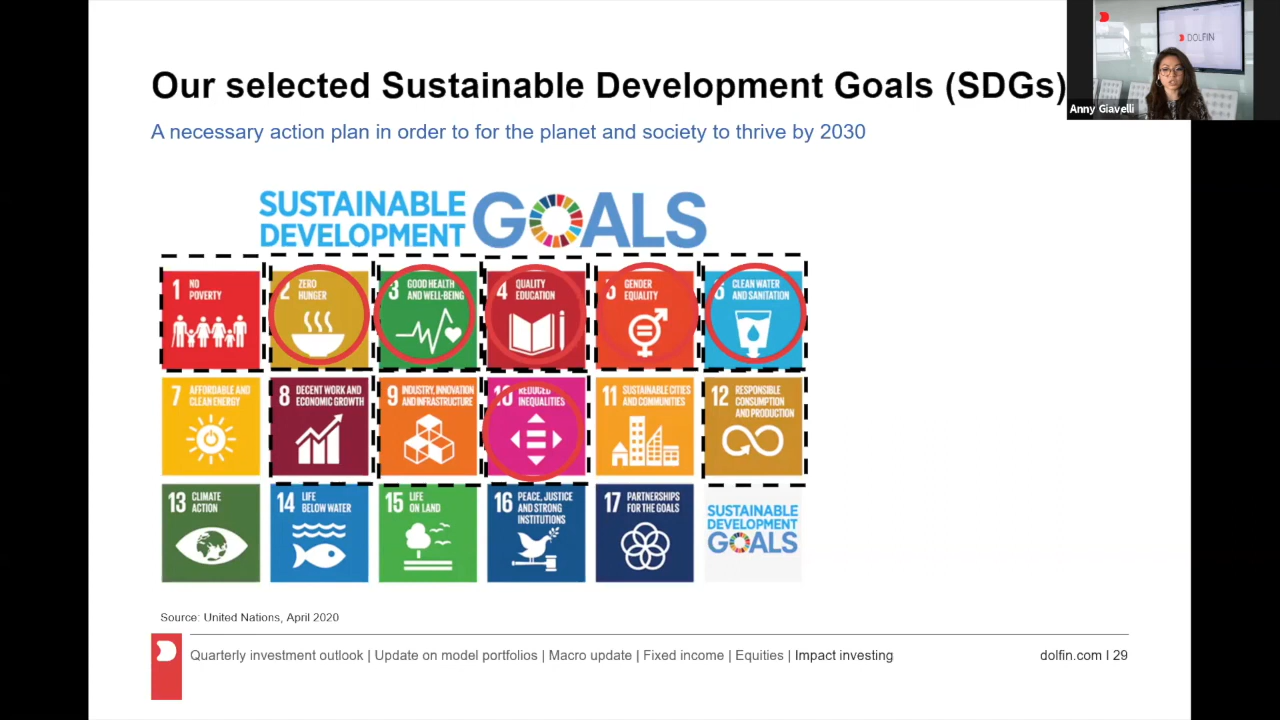 Our selected Sustainable Development Goals (SDGs)
A necessary action plan in order to for the planet and society to thrive by 2030
DOLFIN
Anny Giavelli
SUSTAINABLE
DEVELOPMENT
GOALS
1 NO
POVERTY
2 ZERO
HUNGER
3 GOOD HEALTH
AND WELL-BEING
4 QUALITY
EDUCATION
5 GENDER
EQUALITY
6 CLEAN WATER
AND SANITATION
7 AFFORDABLE AND
CLEAN ENERGY
8 DECENT WORK AND
ECONOMIC GROWTH
9 INDUSTRY, INNOVATION
AND INFRASTRUCTURE
10 REDUCED
INEQUALITIES
11 SUSTAINABLE CITIES
AND COMMUNITIES
12 RESPONSIBLE
CONSUMPTION
AND PRODUCTION
13 CLIMATE
ACTION
14 LIFE
BELOW WATER
15 LIFE
ON LAND
16 PEACE, JUSTICE
AND STRONG
INSTITUTIONS
17 PARTNERSHIPS
FOR THE GOALS
SUSTAINABLE
DEVELOPMENT
GOALS
Source: United Nations, April 2020
Quarterly investment outlook | Update on model portfolios | Macro update | Fixed income | Equities | Impact investing
dolfin.com I 29